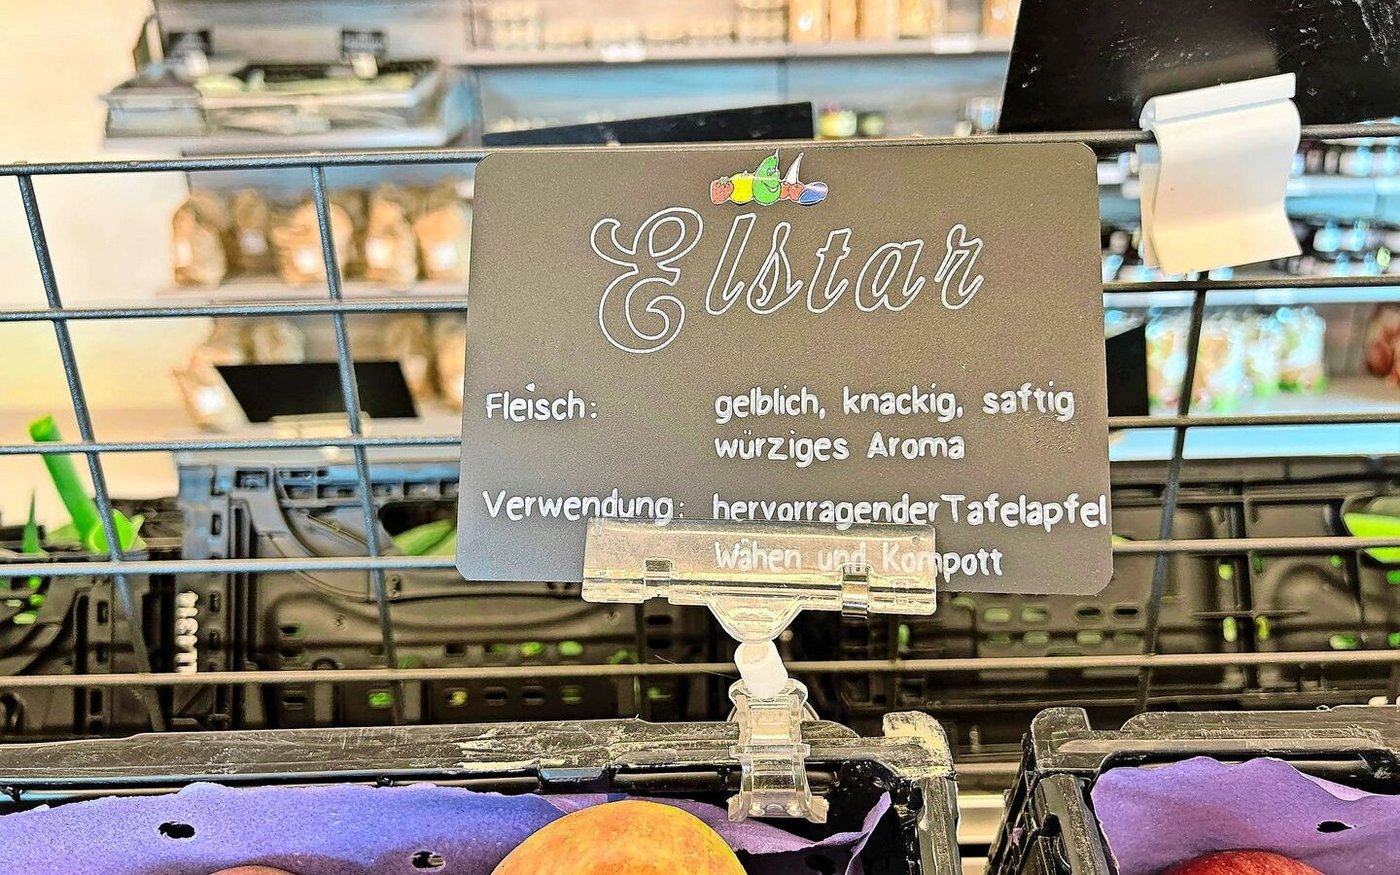 Elstar
Fleisch: gelblich, knackig, saftig
würziges Aroma
Verwendung: hervorragender Tafelapfel
Wähen und Kompott